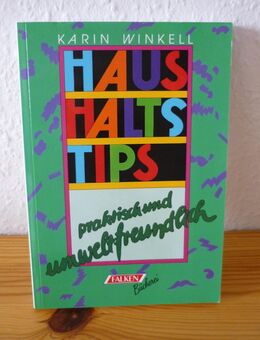 KARIN WINKELL
HAUS
HALTS
TIPS
praktisch und
umweltfreundlich
FALKEN
Bücherei